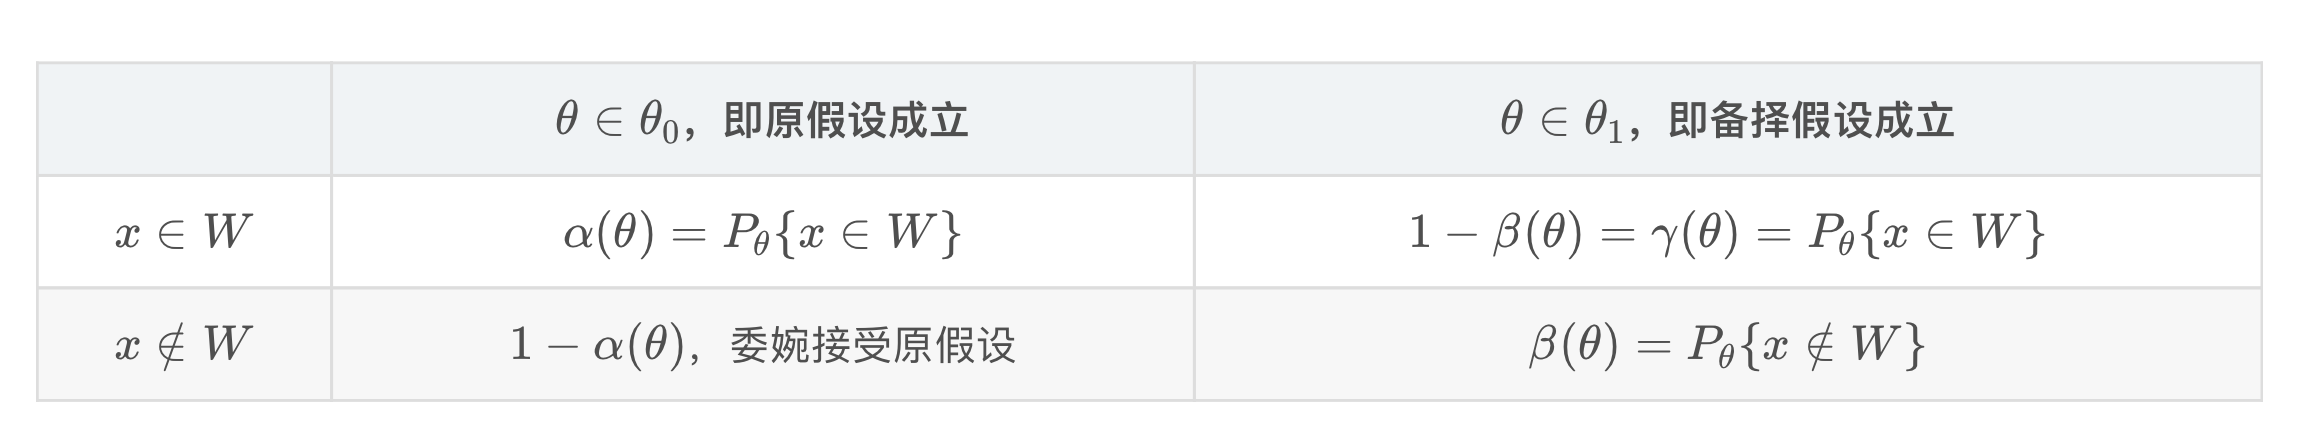 θ ∈ θ₀，即原假设成立 θ ∈ θ₁，即备择假设成立
x ∈ W α(θ) = P_θ{x ∈ W} 1 − β(θ) = γ(θ) = P_θ{x ∈ W}
x ∉ W 1 − α(θ)，委婉接受原假设 β(θ) = P_θ{x ∉ W}